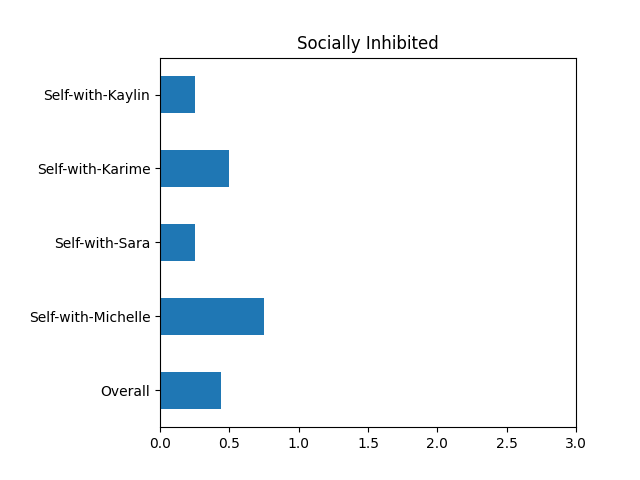 Socially Inhibited
Self-with-Kaylin
Self-with-Karime
Self-with-Sara
Self-with-Michelle
Overall
0.0 0.5 1.0 1.5 2.0 2.5 3.0